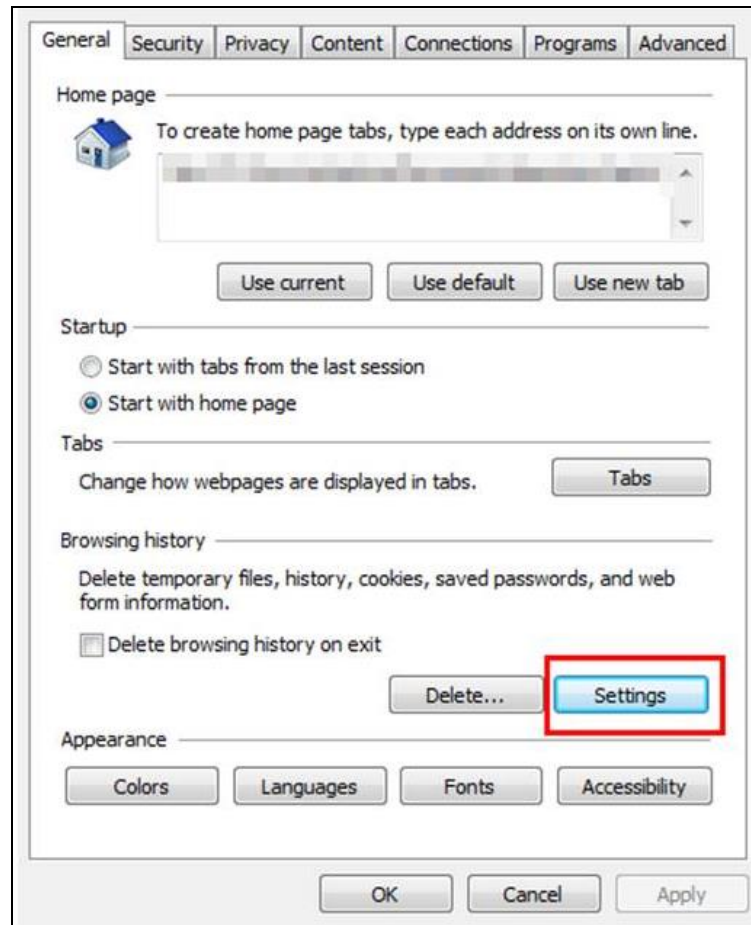 General Security Privacy Content Connections Programs Advanced
Home page
To create home page tabs, type each address on its own line.
Use current Use default Use new tab
Startup
Start with tabs from the last session
Start with home page
Tabs
Change how webpages are displayed in tabs. Tabs
Browsing history
Delete temporary files, history, cookies, saved passwords, and web
form information.
Delete browsing history on exit
Delete... Settings
Appearance
Colors Languages Fonts Accessibility
OK Cancel Apply